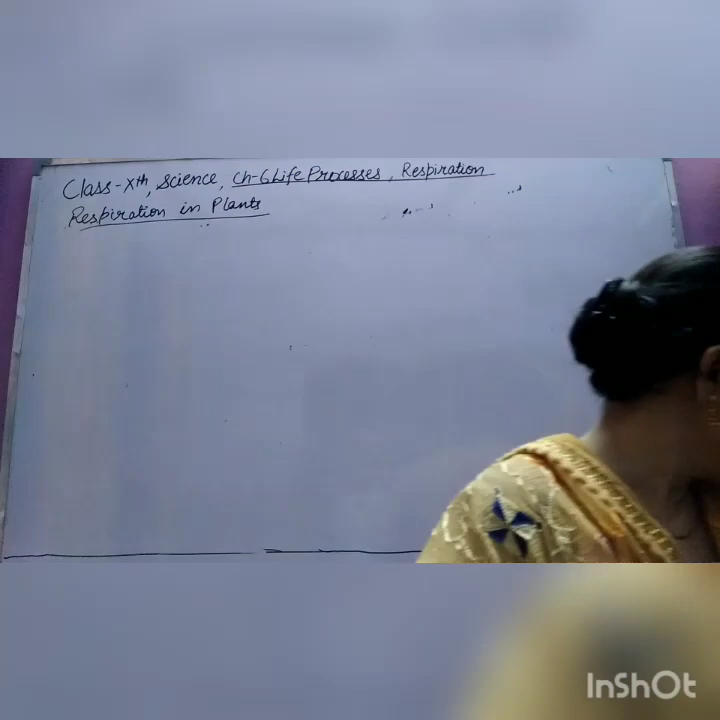 Class-Xth, Science, Ch-6 Life Processes, Respiration
Respiration in Plants
InShOt